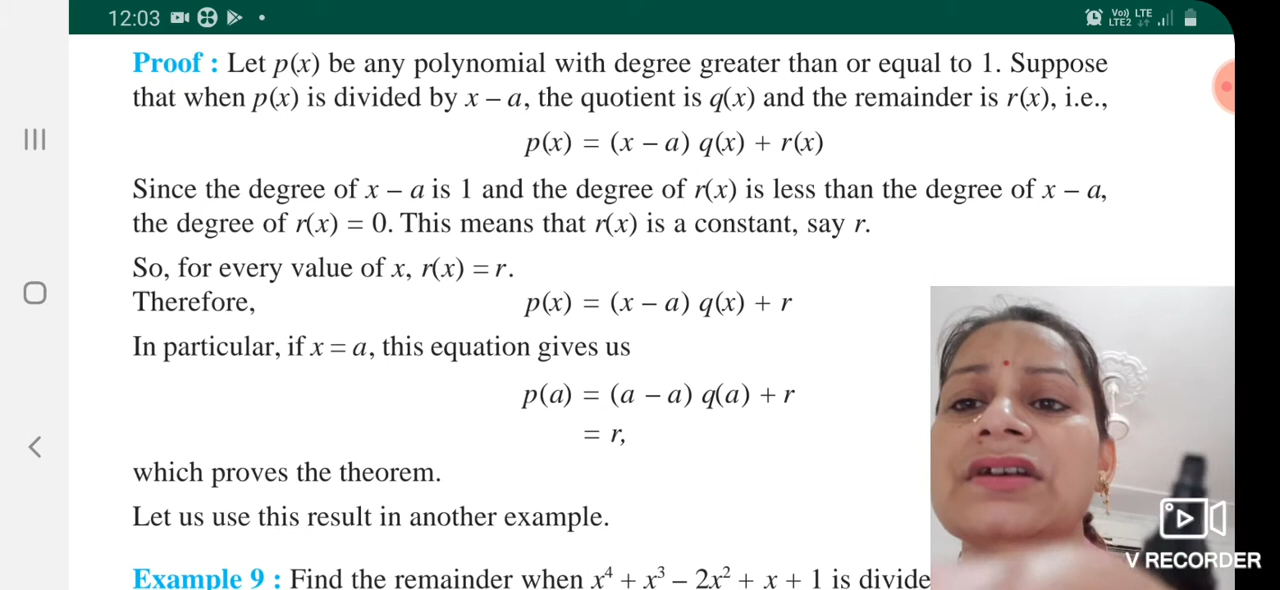 12:03
Vo)) LTE
LTE2
Proof : Let p(x) be any polynomial with degree greater than or equal to 1. Suppose
that when p(x) is divided by x – a, the quotient is q(x) and the remainder is r(x), i.e.,
p(x) = (x – a) q(x) + r(x)
Since the degree of x – a is 1 and the degree of r(x) is less than the degree of x – a,
the degree of r(x) = 0. This means that r(x) is a constant, say r.
So, for every value of x, r(x) = r.
Therefore, p(x) = (x – a) q(x) + r
In particular, if x = a, this equation gives us
p(a) = (a – a) q(a) + r
= r,
which proves the theorem.
Let us use this result in another example.
V RECORDER
Example 9 : Find the remainder when x⁴ + x³ – 2x² + x + 1 is divide